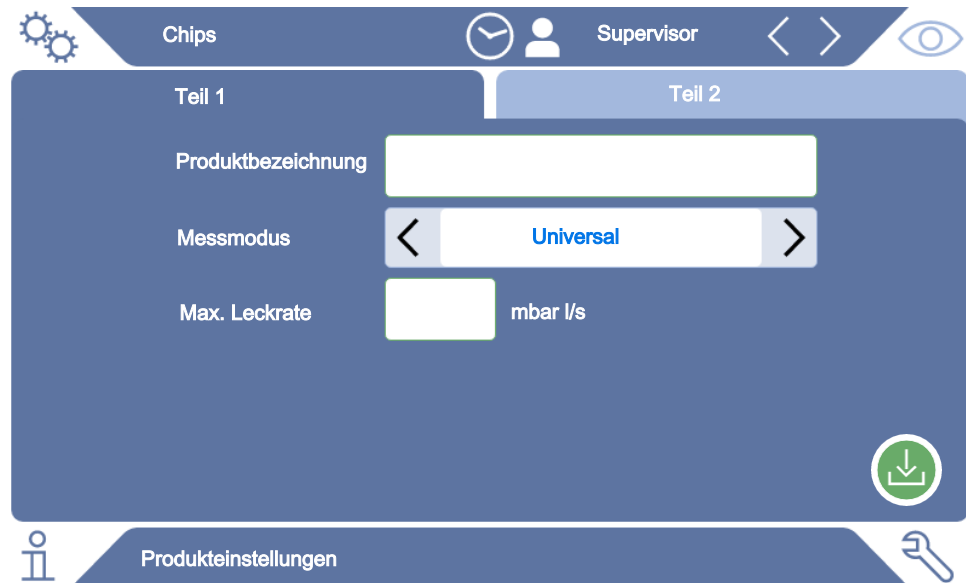 Chips
Supervisor
Teil 1
Teil 2
Produktbezeichnung
Messmodus
Universal
Max. Leckrate
mbar l/s
Produkteinstellungen